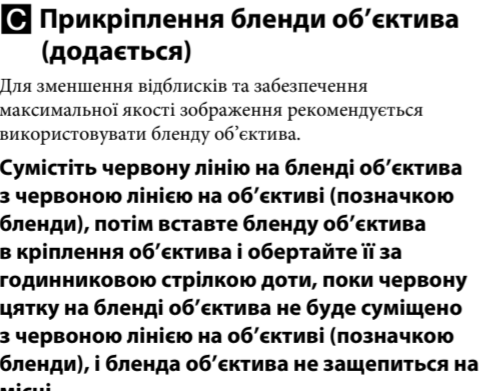 C Прикріплення бленди об’єктива
(додається)
Для зменшення відблисків та забезпечення
максимальної якості зображення рекомендується
використовувати бленду об’єктива.
Сумістіть червону лінію на бленді об’єктива
з червоною лінією на об’єктиві (позначкою
бленди), потім вставте бленду об’єктива
в кріплення об’єктива і обертайте її за
годинниковою стрілкою доти, поки червону
цятку на бленді об’єктива не буде суміщено
з червоною лінією на об’єктиві (позначкою
бленди), і бленда об’єктива не защепиться на